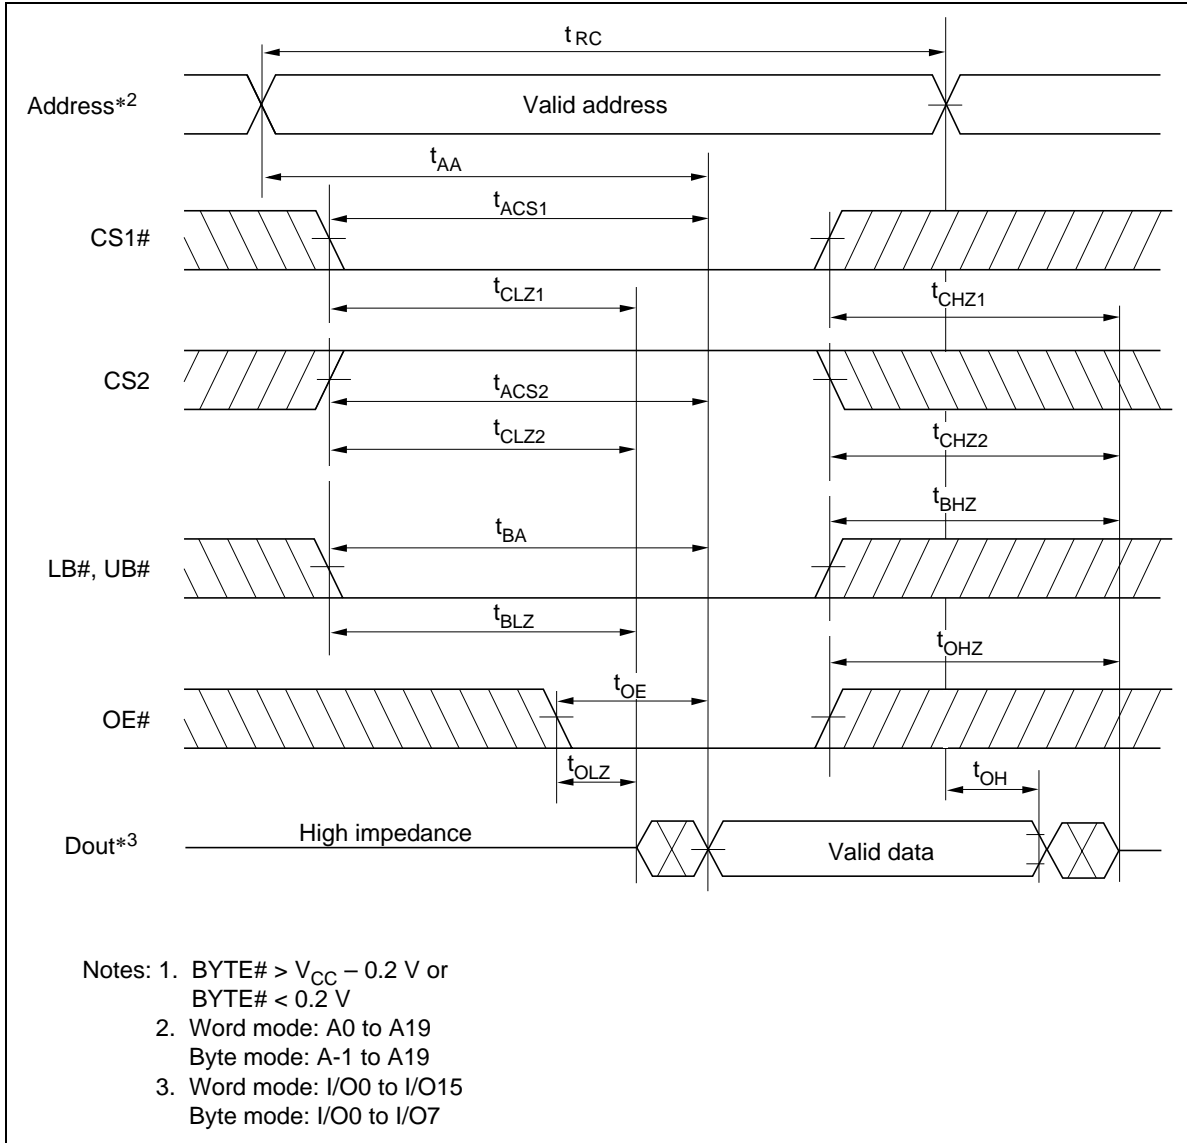 tRC
Address*2
Valid address
tAA
tACS1
CS1#
tCLZ1
tCHZ1
CS2
tACS2
tCLZ2
tCHZ2
tBHZ
tBA
LB#, UB#
tBLZ
tOHZ
tOE
OE#
tOLZ
tOH
High impedance
Dout*3
Valid data
Notes: 1. BYTE# > VCC – 0.2 V or
BYTE# < 0.2 V
2. Word mode: A0 to A19
Byte mode: A-1 to A19
3. Word mode: I/O0 to I/O15
Byte mode: I/O0 to I/O7